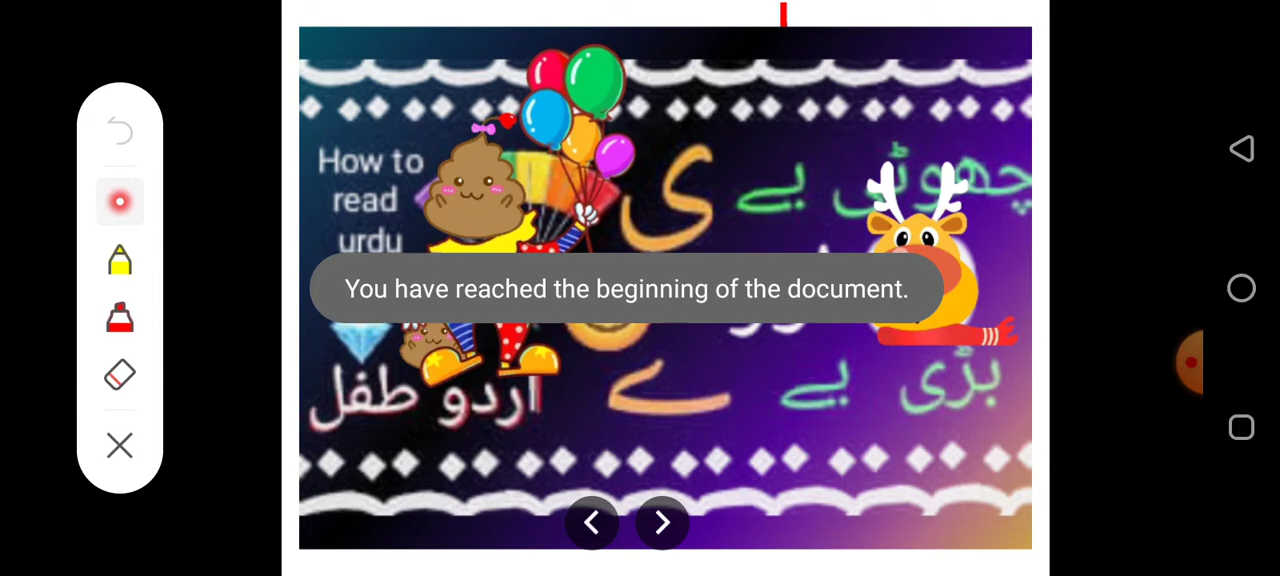 How to
read
urdu
چھوٹی یے ی
You have reached the beginning of the document.
بڑی یے ے
اردو طفل